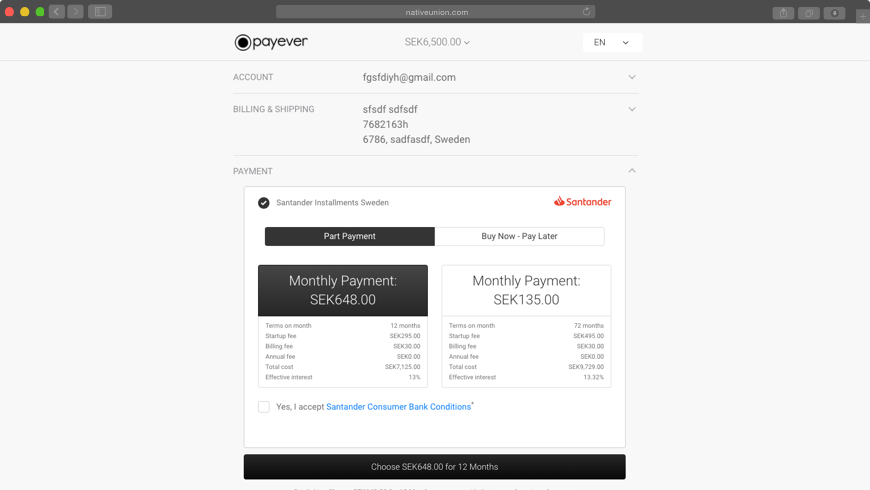 nativeunion.com
payever
SEK6,500.00
EN
ACCOUNT
fgsfdiyh@gmail.com
BILLING & SHIPPING
sfsdf sdfsdf
7682163h
6786, sadfasdf, Sweden
PAYMENT
Santander Installments Sweden
Santander
Part Payment
Buy Now - Pay Later
Monthly Payment:
SEK648.00
Terms on month 12 months
Startup fee SEK295.00
Billing fee SEK30.00
Annual fee SEK0.00
Total cost SEK7,125.00
Effective interest 13%
Monthly Payment:
SEK135.00
Terms on month 72 months
Startup fee SEK495.00
Billing fee SEK30.00
Annual fee SEK0.00
Total cost SEK9,729.00
Effective interest 13.32%
Yes, I accept Santander Consumer Bank Conditions*
Choose SEK648.00 for 12 Months